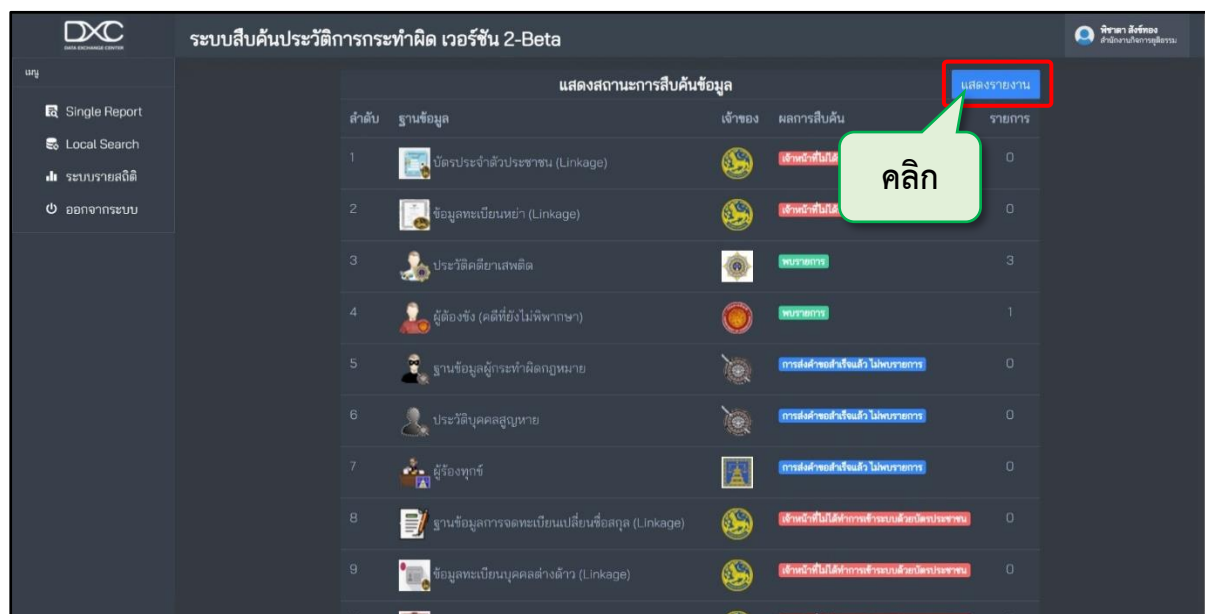 DXC
DATA EXCHANGE CENTER
ระบบสืบค้นประวัติการกระทำผิด เวอร์ชัน 2-Beta
พิชาดา สังข์ทอง
สำนักงานกิจการยุติธรรม
เมนู
Single Report
Local Search
ระบบรายสถิติ
ออกจากระบบ
แสดงสถานะการสืบค้นข้อมูล
แสดงรายงาน
คลิก
ลำดับ ฐานข้อมูล เจ้าของ ผลการสืบค้น รายการ
1 บัตรประจำตัวประชาชน (Linkage) เจ้าหน้าที่ไม่ได้ 0
2 ข้อมูลทะเบียนหย่า (Linkage) เจ้าหน้าที่ไม่ได้ 0
3 ประวัติคดียาเสพติด พบรายการ 3
4 ผู้ต้องขัง (คดีที่ยังไม่พิพากษา) พบรายการ 1
5 ฐานข้อมูลผู้กระทำผิดกฎหมาย การส่งคำขอสำเร็จแล้ว ไม่พบรายการ 0
6 ประวัติบุคคลสูญหาย การส่งคำขอสำเร็จแล้ว ไม่พบรายการ 0
7 ผู้ร้องทุกข์ การส่งคำขอสำเร็จแล้ว ไม่พบรายการ 0
8 ฐานข้อมูลการจดทะเบียนเปลี่ยนชื่อสกุล (Linkage) เจ้าหน้าที่ไม่ได้ทำการเข้าระบบด้วยบัตรประชาชน 0
9 ข้อมูลทะเบียนบุคคลต่างด้าว (Linkage) เจ้าหน้าที่ไม่ได้ทำการเข้าระบบด้วยบัตรประชาชน 0